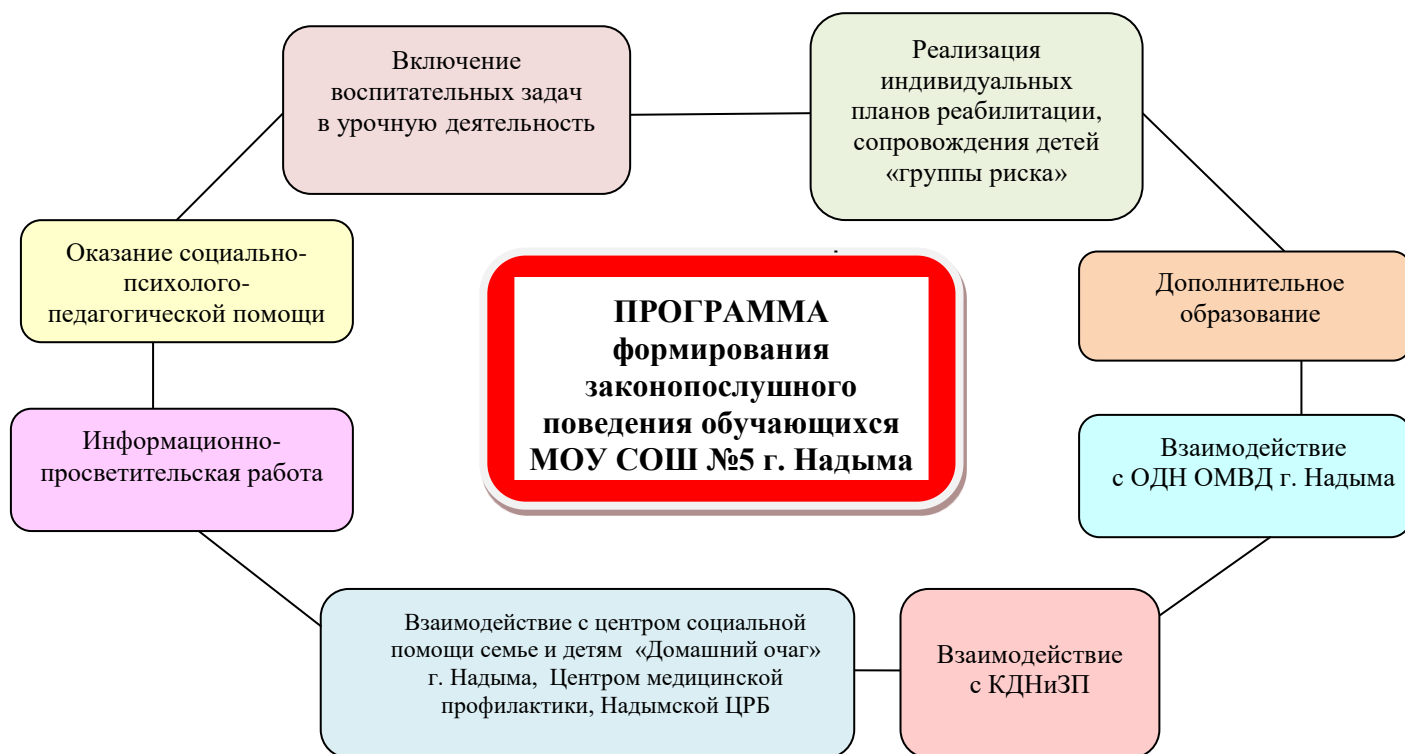 Включение
воспитательных задач
в урочную деятельность
Реализация
индивидуальных
планов реабилитации,
сопровождения детей
«группы риска»
Оказание социально-
психолого-
педагогической помощи
ПРОГРАММА
формирования
законопослушного
поведения обучающихся
МОУ СОШ №5 г. Надыма
Дополнительное
образование
Информационно-
просветительская работа
Взаимодействие
с ОДН ОМВД г. Надыма
Взаимодействие с центром социальной
помощи семье и детям «Домашний очаг»
г. Надыма, Центром медицинской
профилактики, Надымской ЦРБ
Взаимодействие
с КДНиЗП